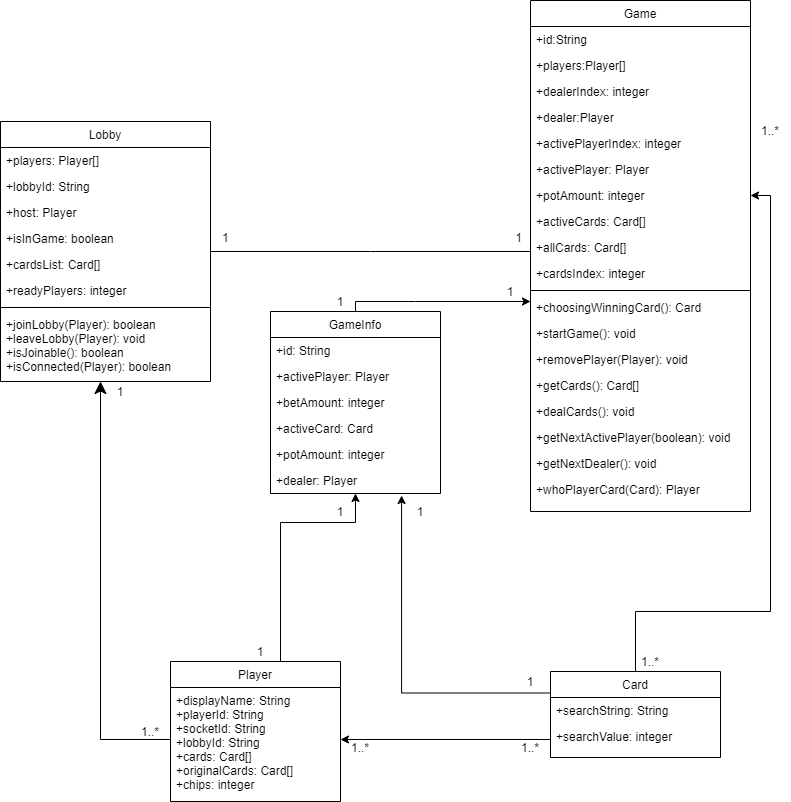 Game
+id:String
+players:Player[]
+dealerIndex: integer
+dealer:Player
+activePlayerIndex: integer
+activePlayer: Player
+potAmount: integer
+activeCards: Card[]
+allCards: Card[]
+cardsIndex: integer
+choosingWinningCard(): Card
+startGame(): void
+removePlayer(Player): void
+getCards(): Card[]
+dealCards(): void
+getNextActivePlayer(boolean): void
+getNextDealer(): void
+whoPlayerCard(Card): Player
1..*
Lobby
+players: Player[]
+lobbyId: String
+host: Player
+isInGame: boolean
+cardsList: Card[]
+readyPlayers: integer
+joinLobby(Player): boolean
+leaveLobby(Player): void
+isJoinable(): boolean
+isConnected(Player): boolean
1
1
1
1
1
GameInfo
+id: String
+activePlayer: Player
+betAmount: integer
+activeCard: Card
+potAmount: integer
+dealer: Player
1
1
1
Player
+displayName: String
+playerId: String
+socketId: String
+lobbyId: String
+cards: Card[]
+originalCards: Card[]
+chips: integer
1..*
1..*
1..*
1
1..*
Card
+searchString: String
+searchValue: integer